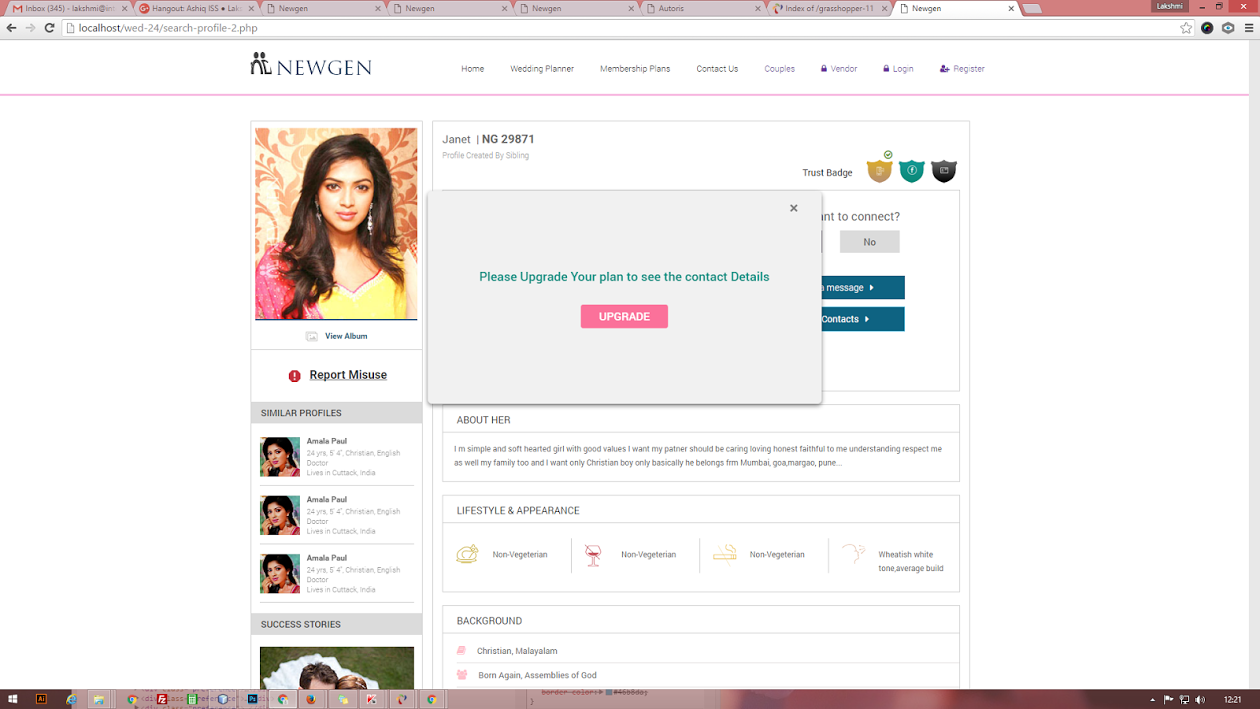 Inbox (345) - lakshmi@in
Hangout: Ashiq ISS • Lak
Newgen
Newgen
Newgen
Autoris
Index of /grasshopper-11
Newgen
Lakshmi
localhost/wed-24/search-profile-2.php
NEWGEN
Home
Wedding Planner
Membership Plans
Contact Us
Couples
Vendor
Login
Register
Janet | NG 29871
Profile Created By Sibling
Trust Badge
View Album
Report Misuse
SIMILAR PROFILES
Amala Paul
24 yrs, 5' 4", Christian, English
Doctor
Lives in Cuttack, India
Amala Paul
24 yrs, 5' 4", Christian, English
Doctor
Lives in Cuttack, India
Amala Paul
24 yrs, 5' 4", Christian, English
Doctor
Lives in Cuttack, India
SUCCESS STORIES
Please Upgrade Your plan to see the contact Details
UPGRADE
nt to connect?
No
a message
Contacts
ABOUT HER
I m simple and soft hearted girl with good values I want my patner should be caring loving honest faithful to me understanding respect me
as well my family too and I want only Christian boy only basically he belongs frm Mumbai, goa,margao, pune...
LIFESTYLE & APPEARANCE
Non-Vegeterian
Non-Vegeterian
Non-Vegeterian
Wheatish white
tone,average build
BACKGROUND
Christian, Malayalam
Born Again, Assemblies of God
12:21